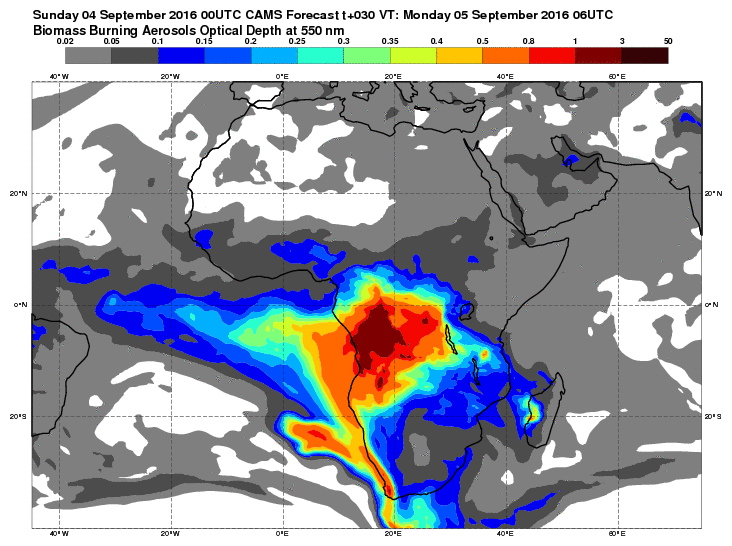 Sunday 04 September 2016 00UTC CAMS Forecast t+030 VT: Monday 05 September 2016 06UTC
Biomass Burning Aerosols Optical Depth at 550 nm
0.02 0.05 0.1 0.15 0.2 0.25 0.3 0.35 0.4 0.5 0.8 1 3 50
40°W 20°W 0°E 20°E 40°E 60°E
20°N 20°N
0°N 0°N
20°S 20°S
40°W 20°W 0°E 20°E 40°E 60°E